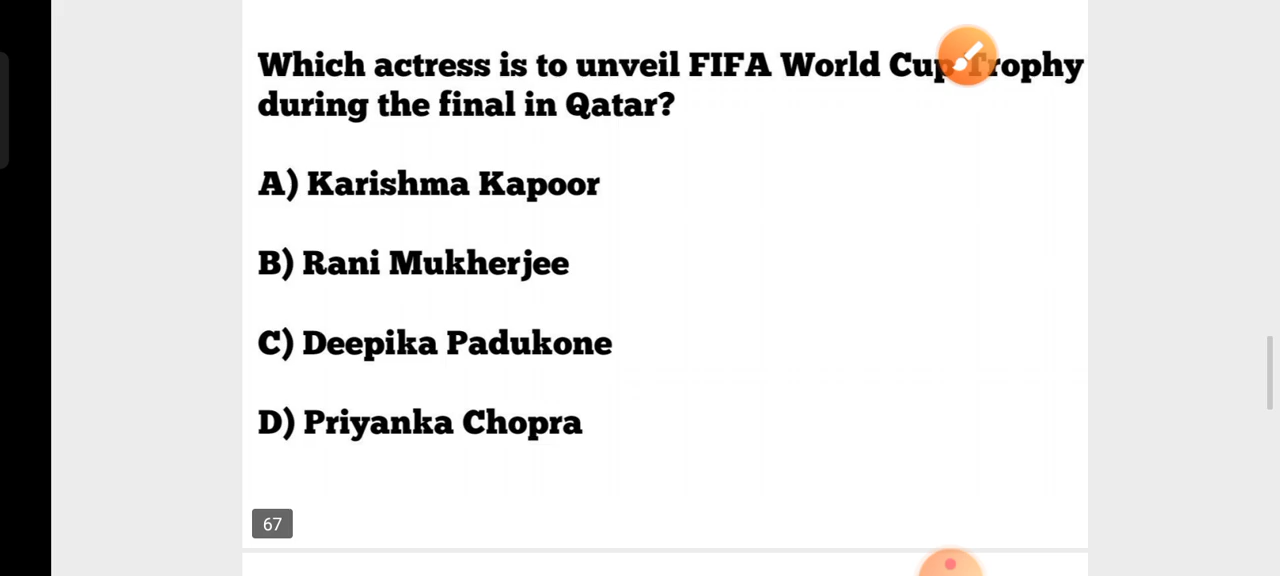 Which actress is to unveil FIFA World Cup Trophy
during the final in Qatar?
A) Karishma Kapoor
B) Rani Mukherjee
C) Deepika Padukone
D) Priyanka Chopra
67